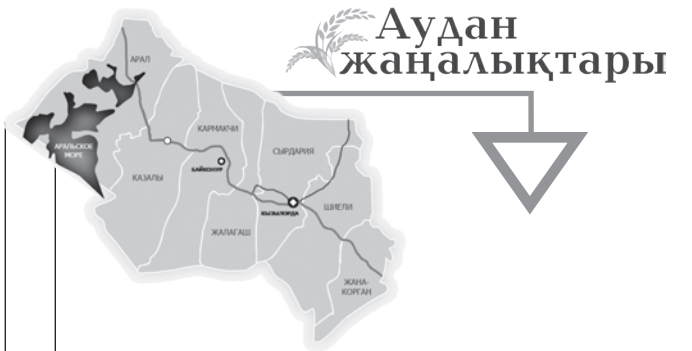 Аудан
жаңалықтары
АРАЛ
КАРМАКЧИ
АРАЛЬСКОЕ
МОРЕ
СЫРДАРИЯ
БАЙКОНУР
КАЗАЛЫ
КЫЗЫЛОРДА
ШИЕЛИ
ЖАЛАГАШ
ЖАНА-
КОРГАН